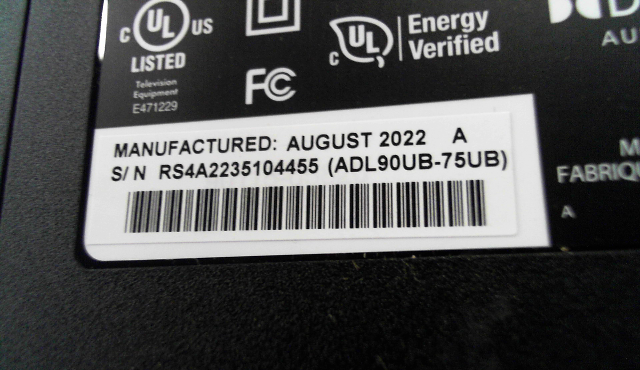 C UL US
LISTED
Television
Equipment
E471229
FC
C UL
Energy
Verified
D
AU
MANUFACTURED: AUGUST 2022 A
S/N RS4A2235104455 (ADL90UB-75UB)
M
FABRIQU
A